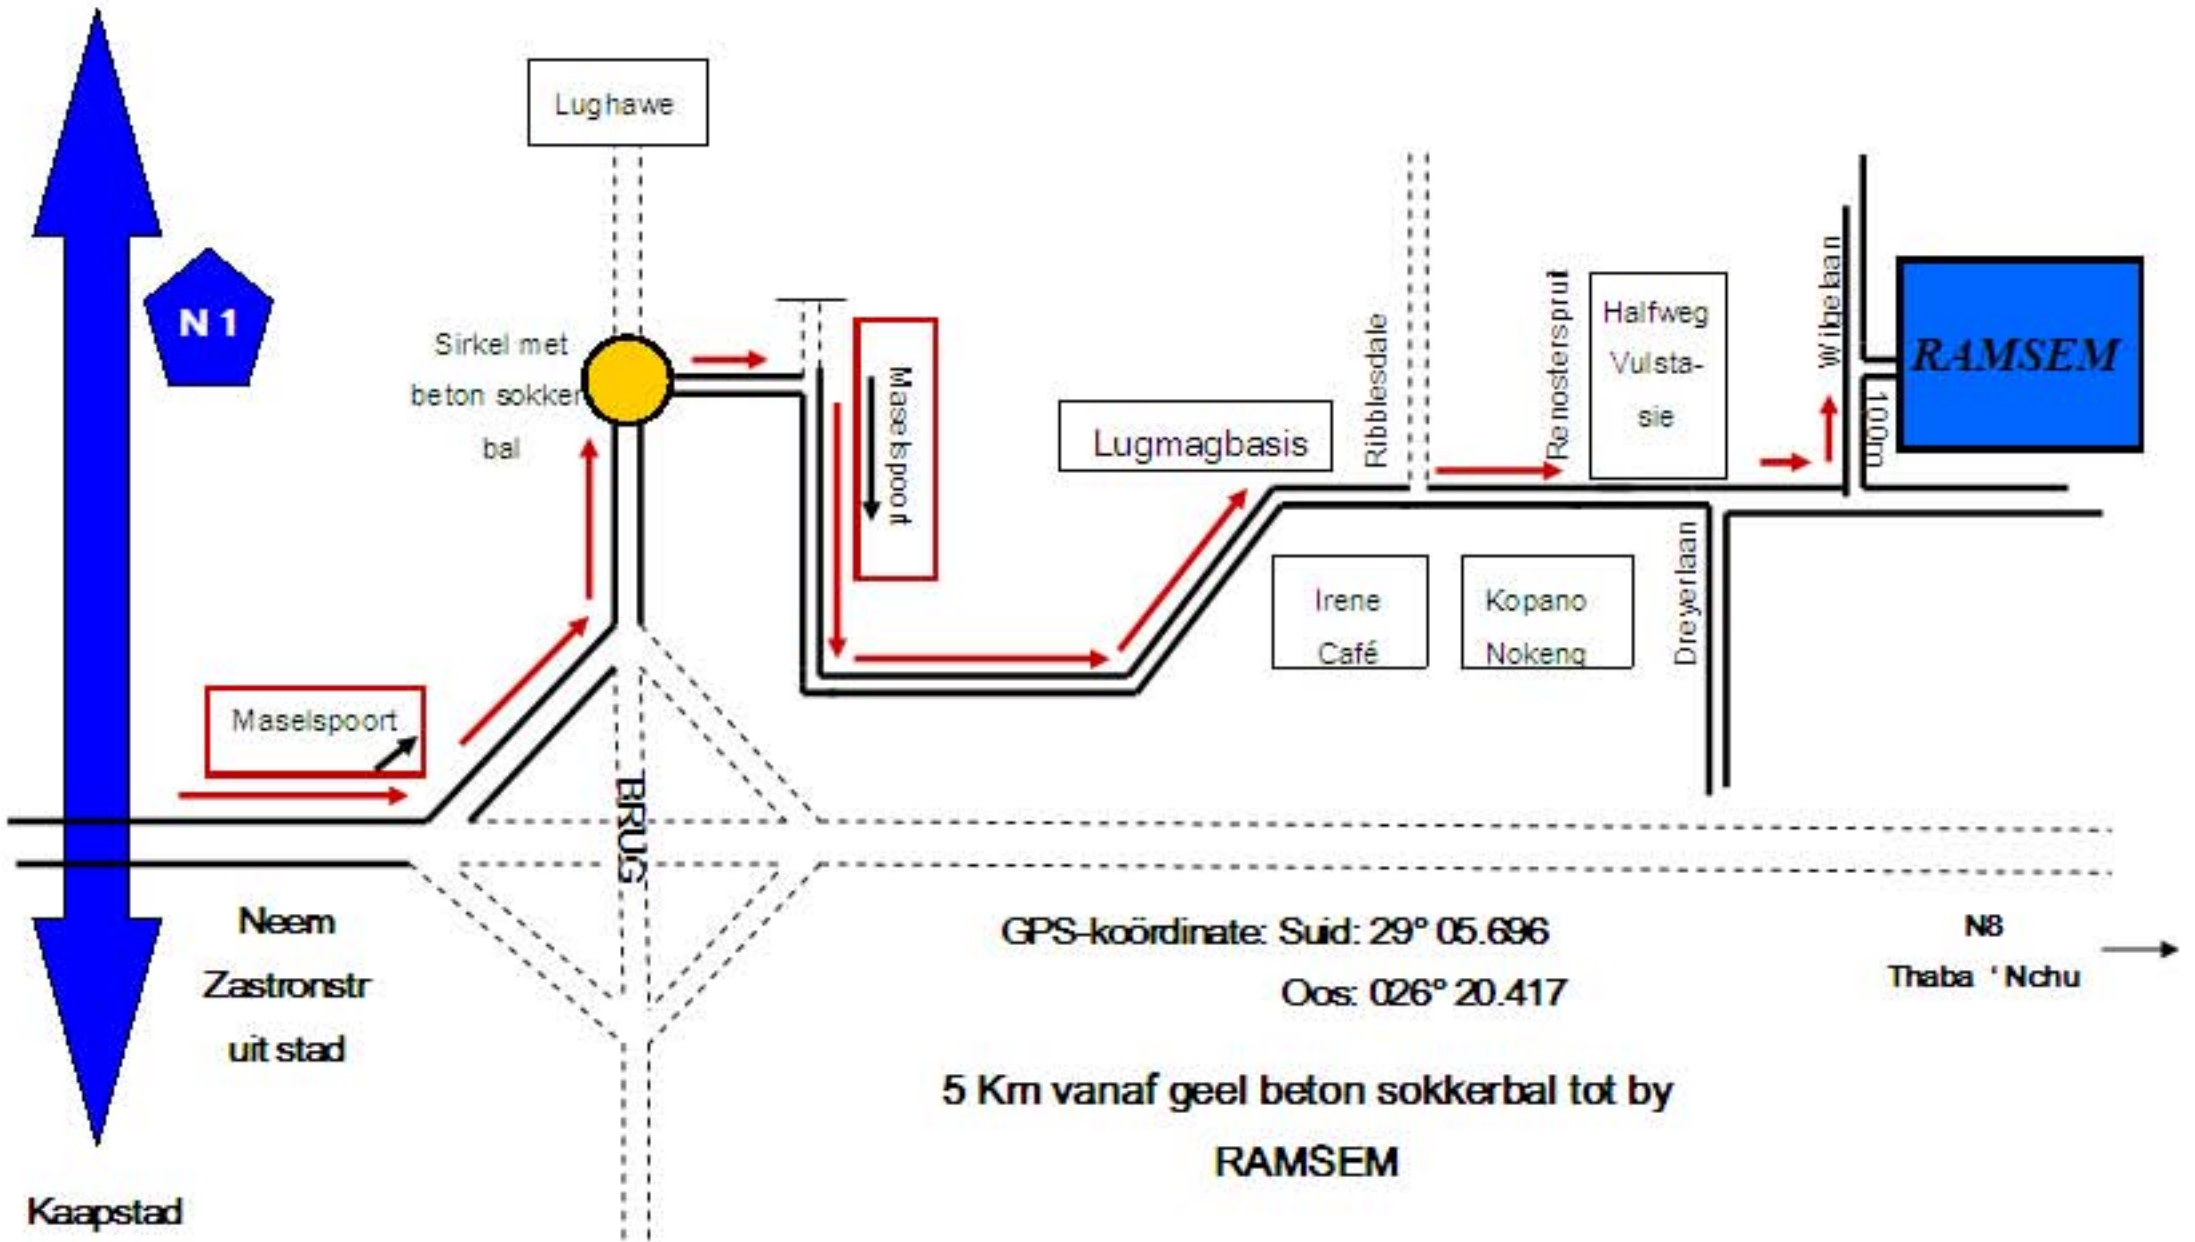 Lughawe
N 1
Sirkel met
beton sokker
bal
Maselspoort
Lugmagbasis
Ribblesdale
Renosterspruit
Halfweg
Vulsta-
sie
Wilgelaan
RAMSEM
100m
Irene
Café
Kopano
Nokeng
Dreyerlaan
Maselspoort
BRUG
Neem
Zastronstr
uit stad
GPS-koördinate: Suid: 29° 05.696
Oos: 026° 20.417
N8
Thaba 'Nchu
5 Km vanaf geel beton sokkerbal tot by
RAMSEM
Kaapstad